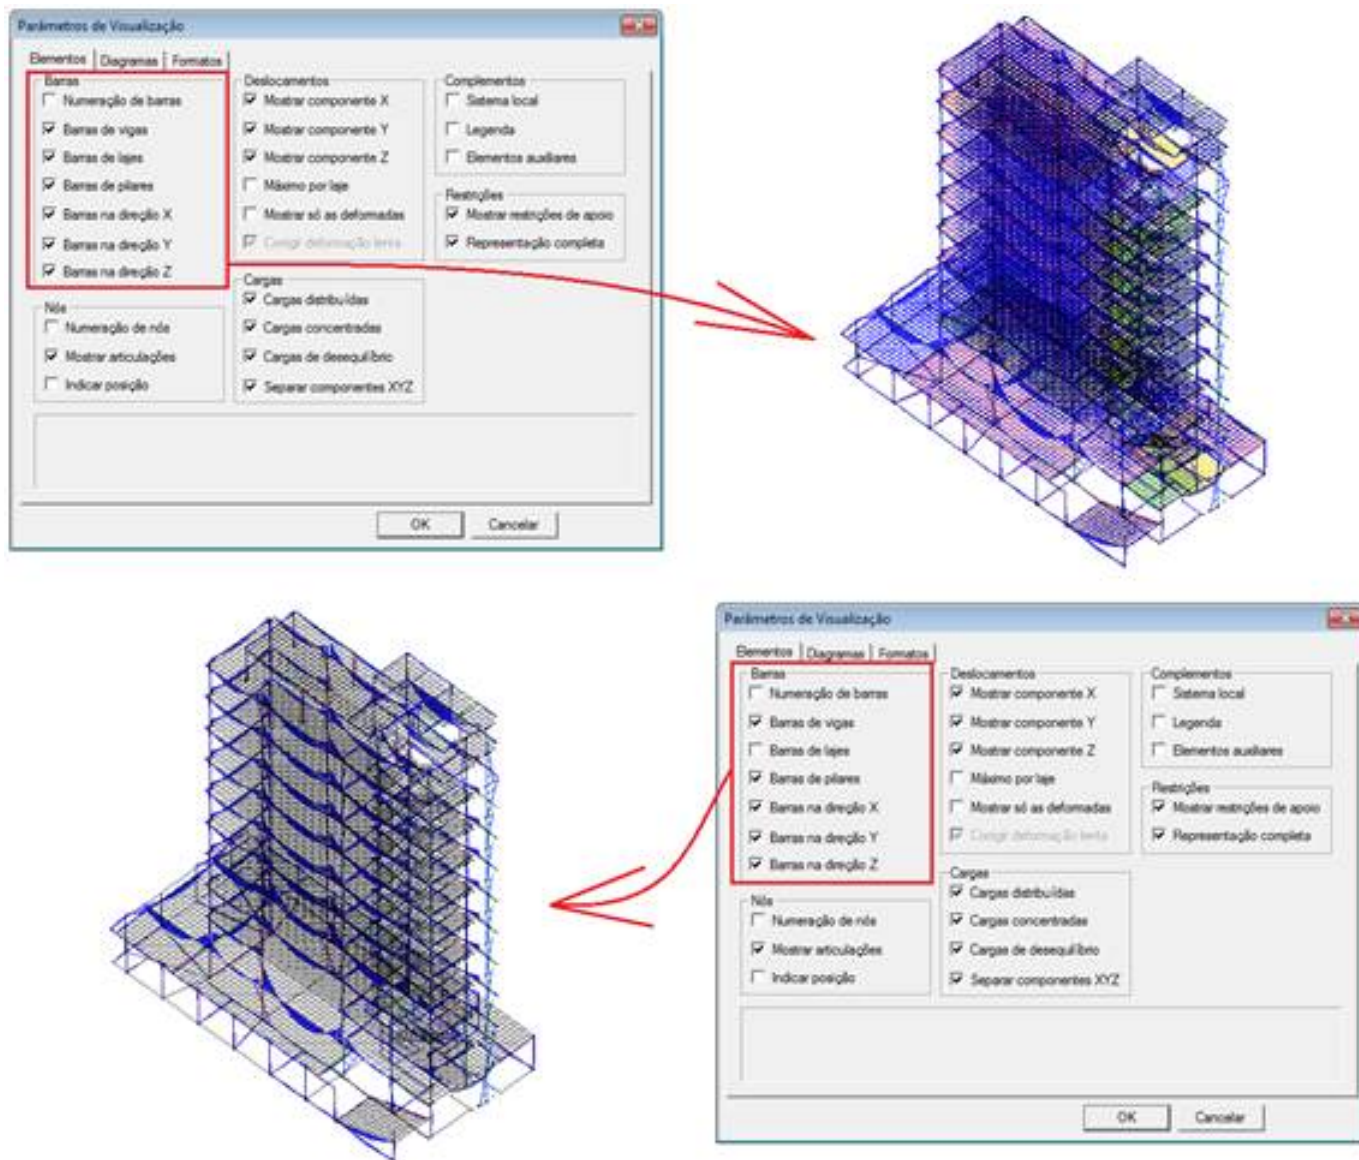 Parâmetros de Visualização
Elementos
Diagramas
Formatos
Barras
Numeração de barras
Barras de vigas
Barras de lajes
Barras de pilares
Barras na direção X
Barras na direção Y
Barras na direção Z
Nós
Numeração de nós
Mostrar articulações
Indicar posição
Deslocamentos
Mostrar componente X
Mostrar componente Y
Mostrar componente Z
Máximo por laje
Mostrar só as deformadas
Corrigir deformação lenta
Cargas
Cargas distribuídas
Cargas concentradas
Cargas de desequilíbrio
Separar componentes XYZ
Complementos
Sistema local
Legenda
Elementos auxiliares
Restrições
Mostrar restrições de apoio
Representação completa
OK
Cancelar
Parâmetros de Visualização
Elementos
Diagramas
Formatos
Barras
Numeração de barras
Barras de vigas
Barras de lajes
Barras de pilares
Barras na direção X
Barras na direção Y
Barras na direção Z
Nós
Numeração de nós
Mostrar articulações
Indicar posição
Deslocamentos
Mostrar componente X
Mostrar componente Y
Mostrar componente Z
Máximo por laje
Mostrar só as deformadas
Corrigir deformação lenta
Cargas
Cargas distribuídas
Cargas concentradas
Cargas de desequilíbrio
Separar componentes XYZ
Complementos
Sistema local
Legenda
Elementos auxiliares
Restrições
Mostrar restrições de apoio
Representação completa
OK
Cancelar